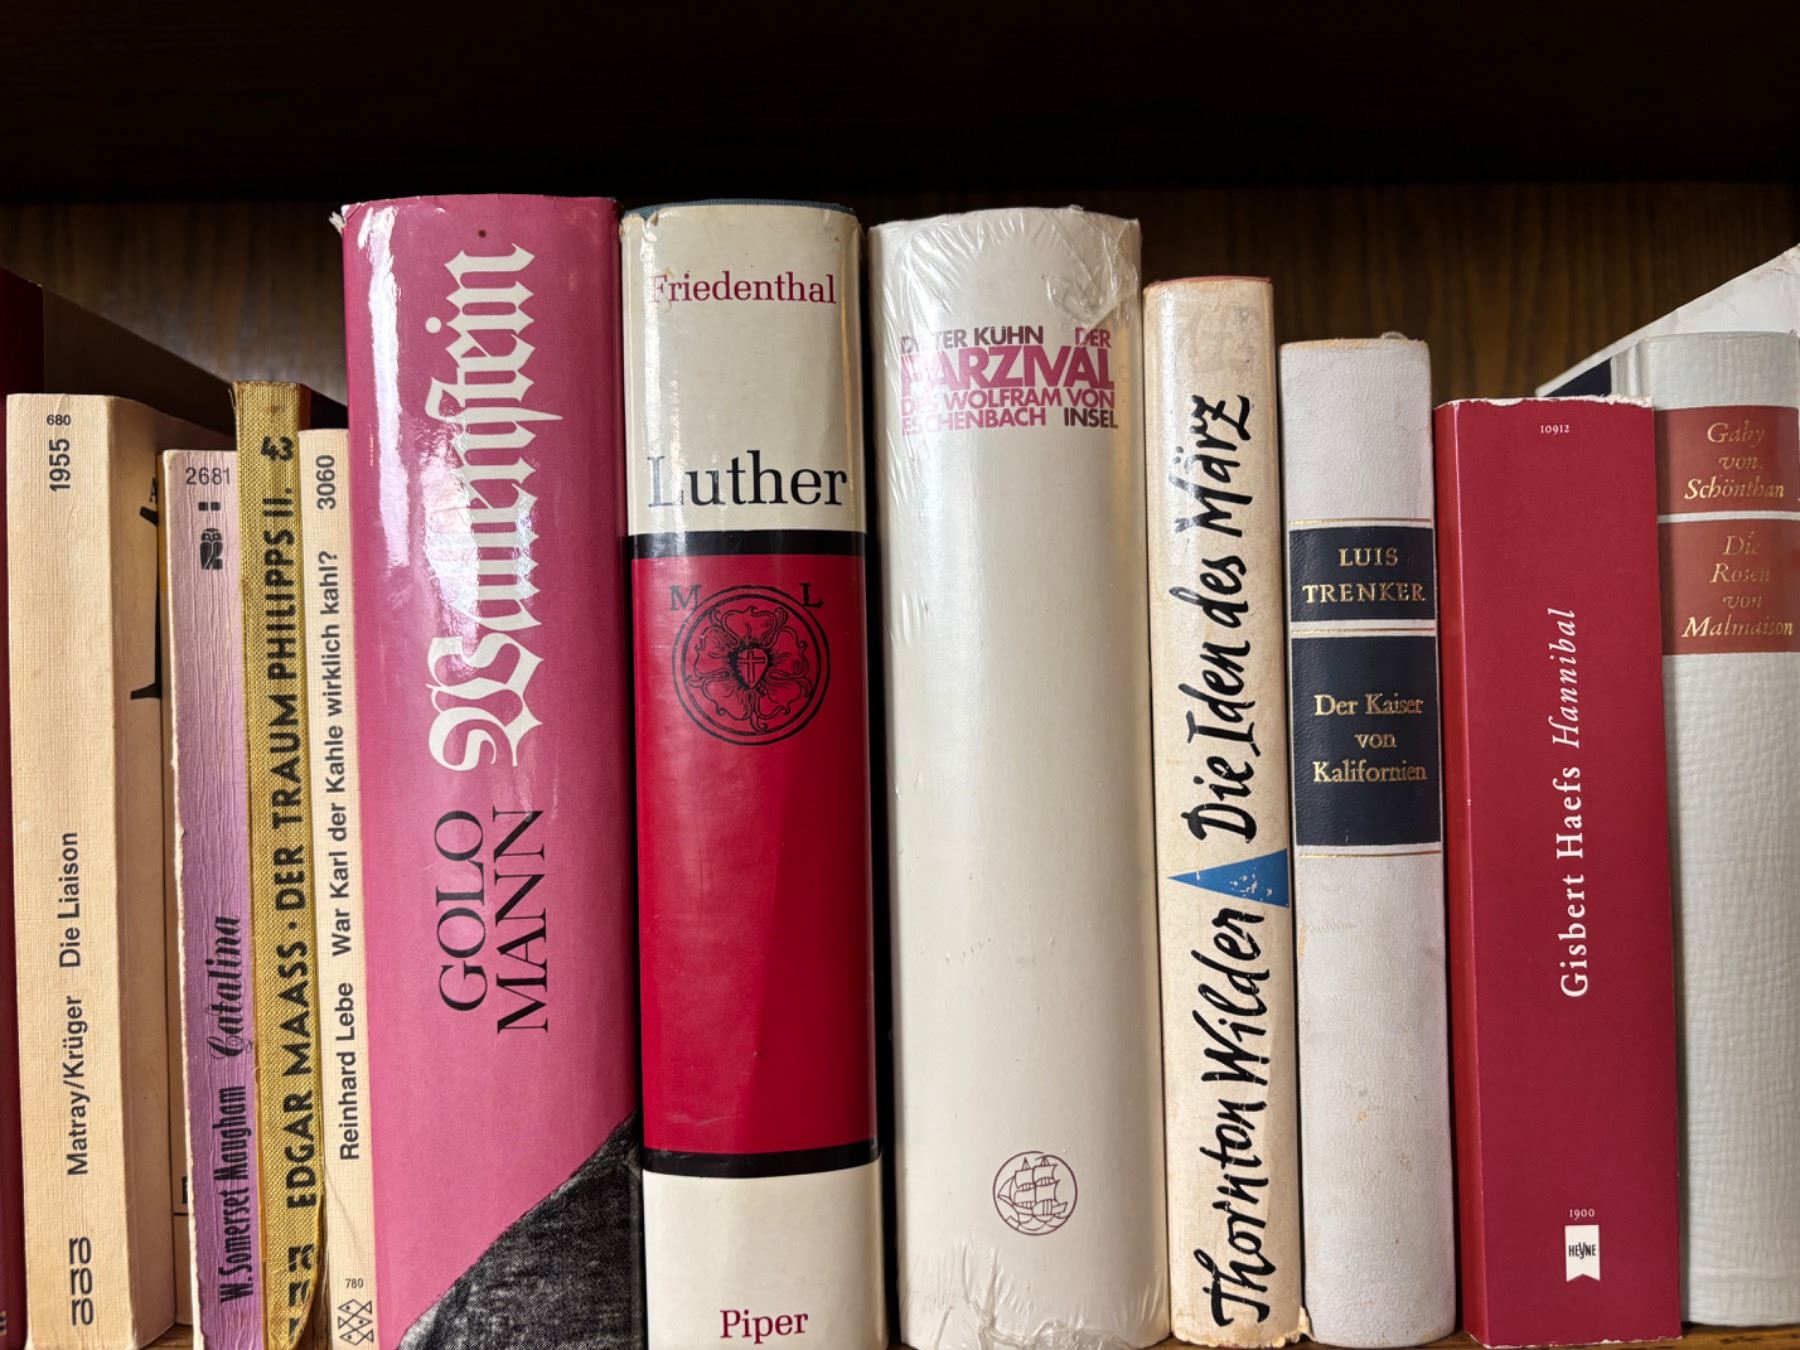 680
1955
Matray/Krüger Die Liaison
2681
W. Somerset Maugham Catalina
EDGAR MAASS · DER TRAUM PHILIPPS II.
3060
Reinhard Lebe War Karl der Kahle wirklich kahl?
780
Wallenstein
GOLO
MANN
Friedenthal
Luther
M L
Piper
DIETER KÜHN DER
PARZIVAL
DES WOLFRAM VON
ESCHENBACH INSEL
Thornton Wilder Die Iden des März
LUIS
TRENKER
Der Kaiser
von
Kalifornien
10912
Gisbert Haefs Hannibal
1900
HEYNE
Gaby
von
Schönthan
Die
Rosen
von
Malmaison